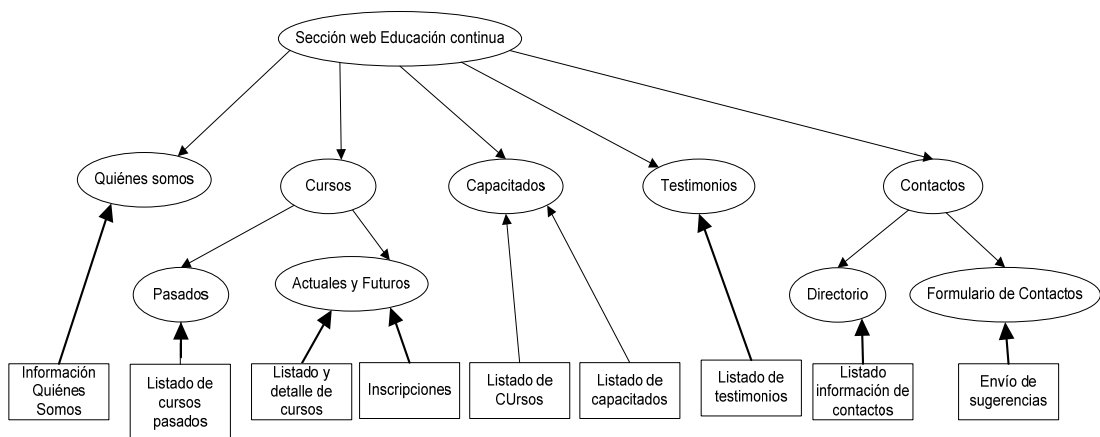 Sección web Educación continua
Quiénes somos
Cursos
Capacitados
Testimonios
Contactos
Pasados
Actuales y Futuros
Directorio
Formulario de Contactos
Información
Quiénes
Somos
Listado de
cursos
pasados
Listado y
detalle de
cursos
Inscripciones
Listado de
CUrsos
Listado de
capacitados
Listado de
testimonios
Listado
información de
contactos
Envío de
sugerencias